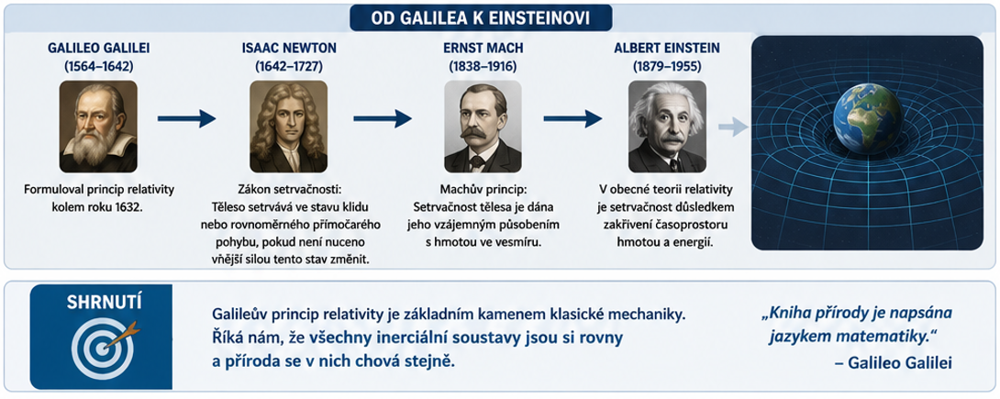 OD GALILEA K EINSTEINOVI
GALILEO GALILEI
(1564–1642)
Formuloval princip relativity
kolem roku 1632.
ISAAC NEWTON
(1642–1727)
Zákon setrvačnosti:
Těleso setrvává ve stavu klidu
nebo rovnoměrného přímočarého
pohybu, pokud není nuceno
vnější silou tento stav změnit.
ERNST MACH
(1838–1916)
Machův princip:
Setrvačnost tělesa je dána
jeho vzájemným působením
s hmotou ve vesmíru.
ALBERT EINSTEIN
(1879–1955)
V obecné teorii relativity
je setrvačnost důsledkem
zakřivení časoprostoru
hmotou a energií.
SHRNUTÍ
Galileův princip relativity je základním kamenem klasické mechaniky.
Říká nám, že všechny inerciální soustavy jsou si rovny
a příroda se v nich chová stejně.
„Kniha přírody je napsána
jazykem matematiky.“
– Galileo Galilei